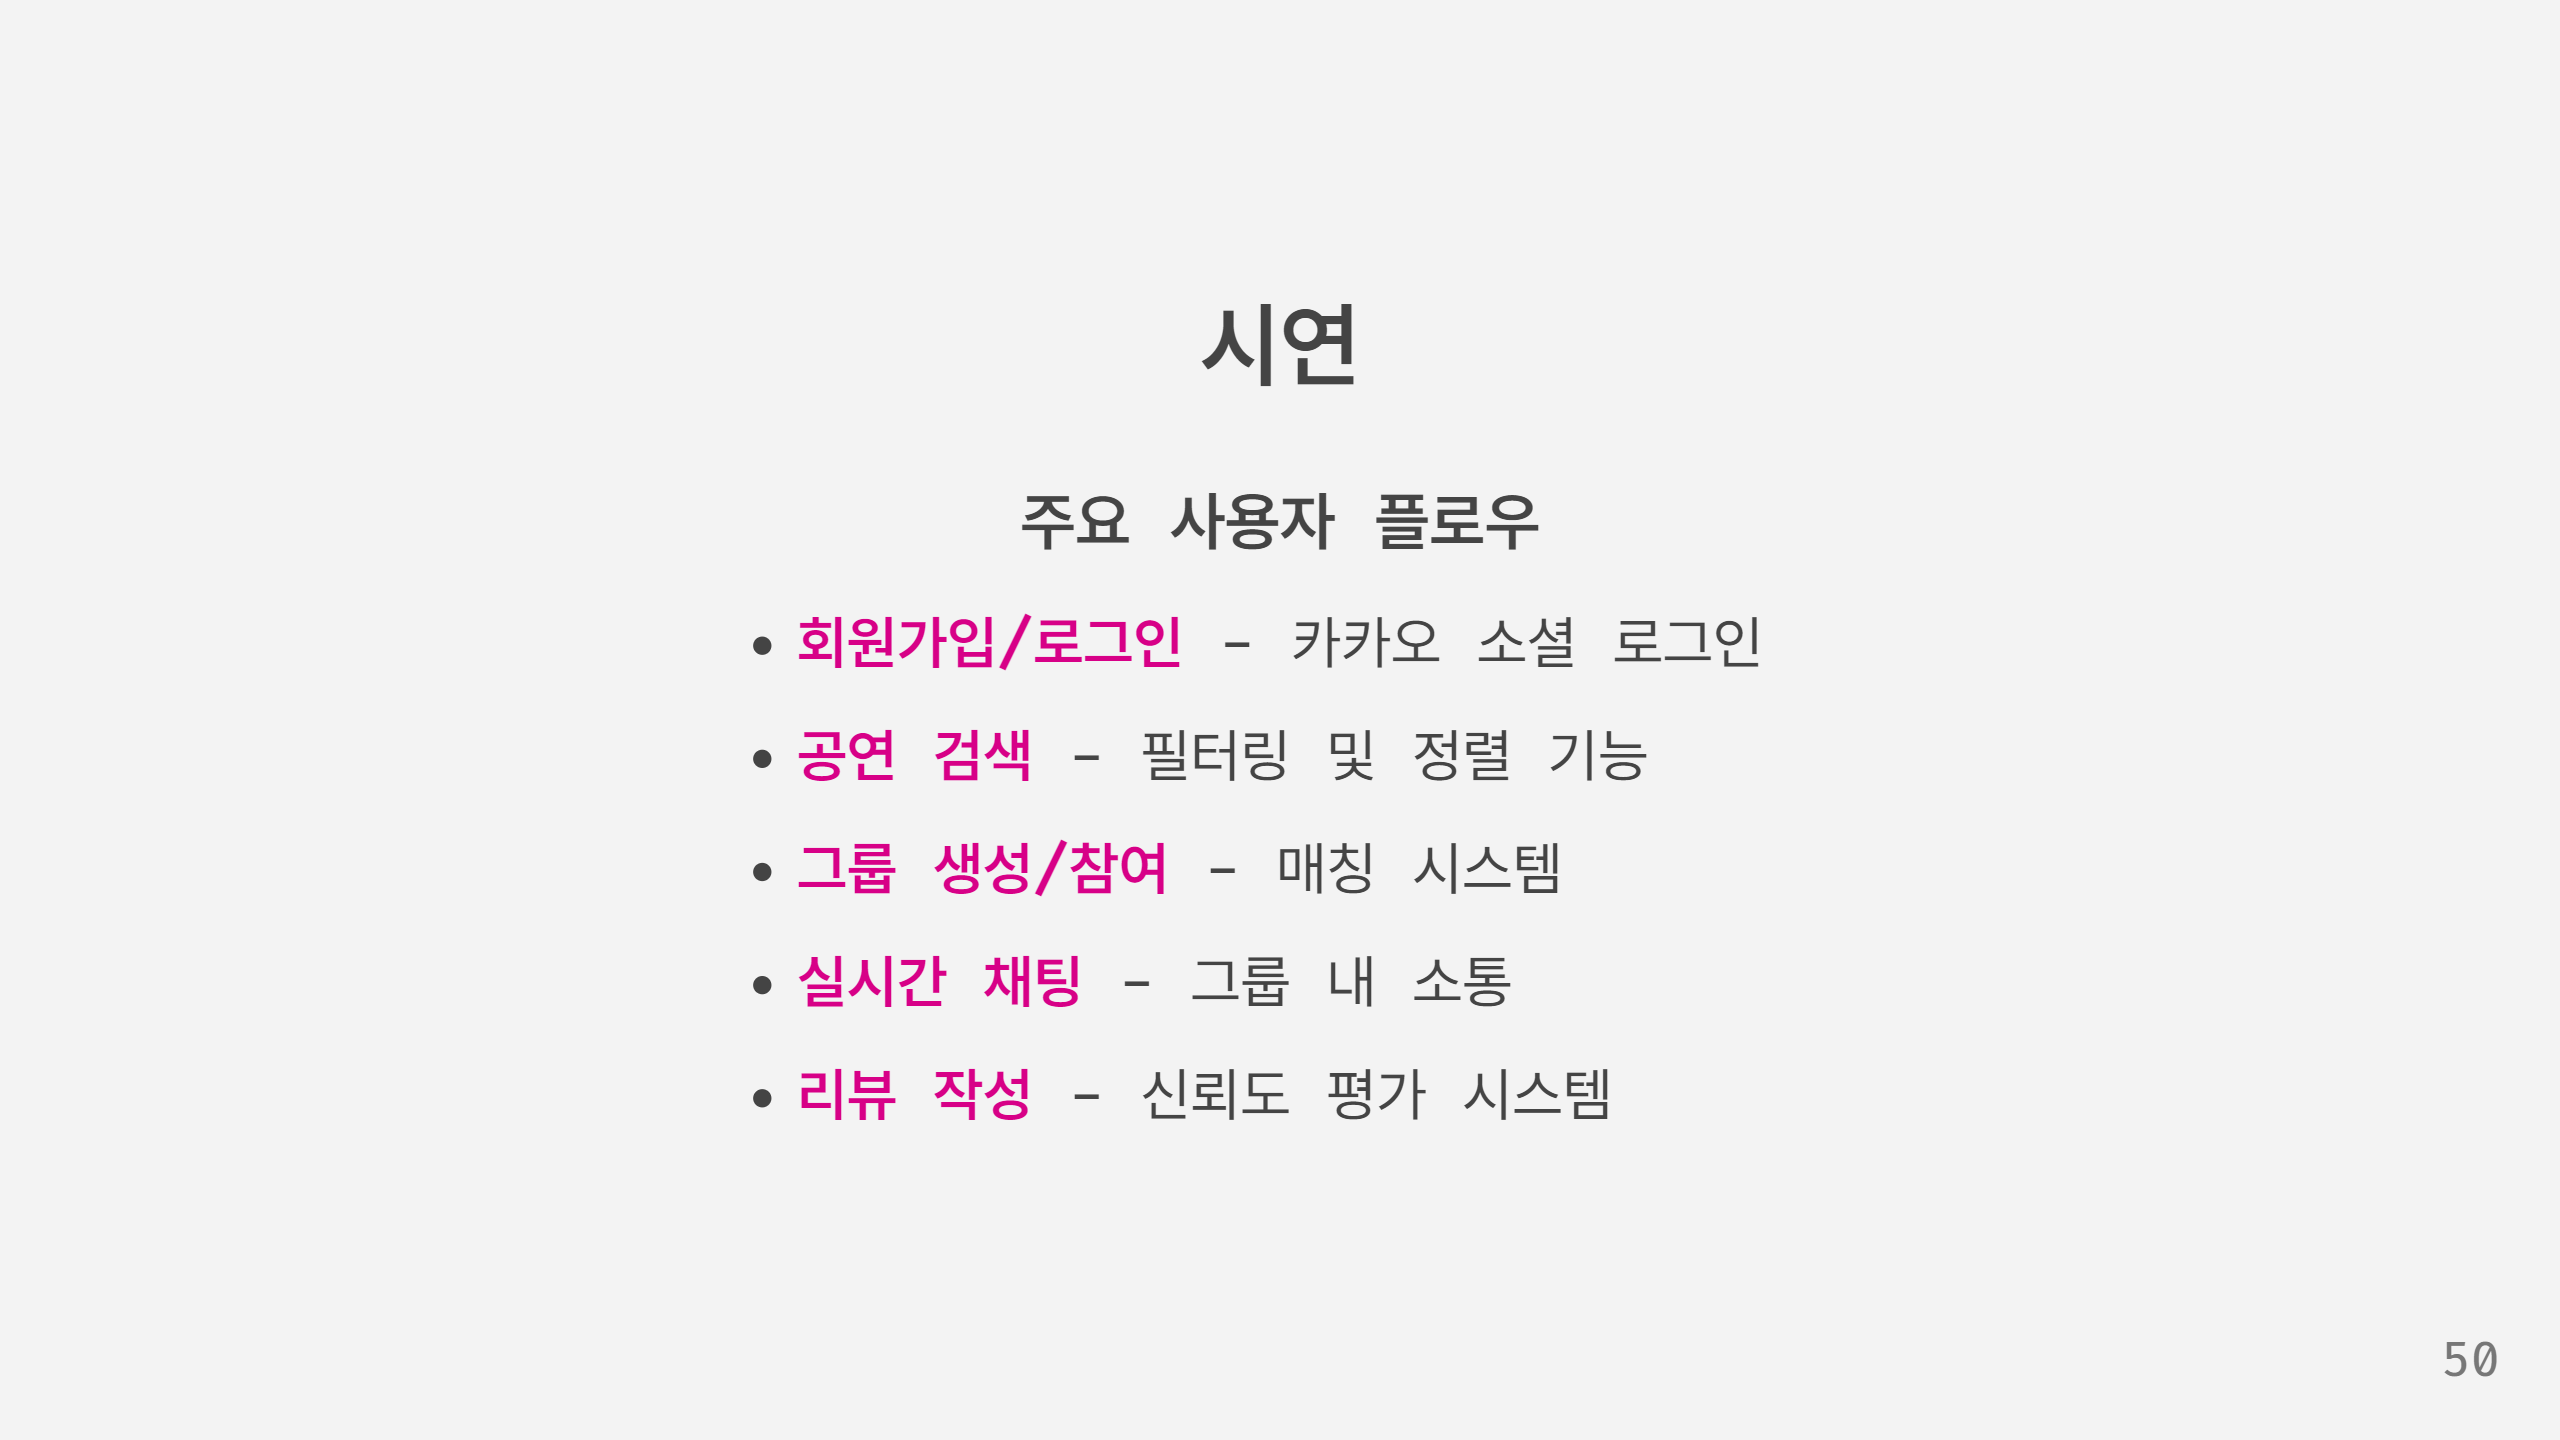 시연
주요 사용자 플로우
• 회원가입/로그인 - 카카오 소셜 로그인
• 공연 검색 - 필터링 및 정렬 기능
• 그룹 생성/참여 - 매칭 시스템
• 실시간 채팅 - 그룹 내 소통
• 리뷰 작성 - 신뢰도 평가 시스템
50